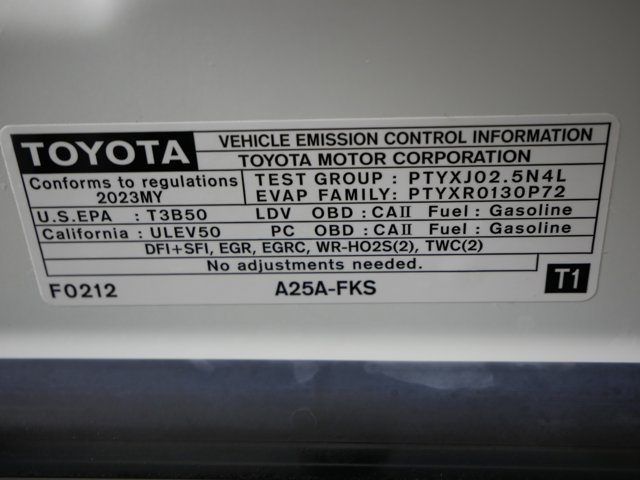 TOYOTA
VEHICLE EMISSION CONTROL INFORMATION
TOYOTA MOTOR CORPORATION
Conforms to regulations
2023MY
TEST GROUP : PTYXJ02.5N4L
EVAP FAMILY: PTYXR0130P72
U.S.EPA : T3B50 LDV OBD : CAⅡ Fuel : Gasoline
California : ULEV50 PC OBD : CAⅡ Fuel : Gasoline
DFI+SFI, EGR, EGRC, WR-HO2S(2), TWC(2)
No adjustments needed.
F0212 A25A-FKS T1